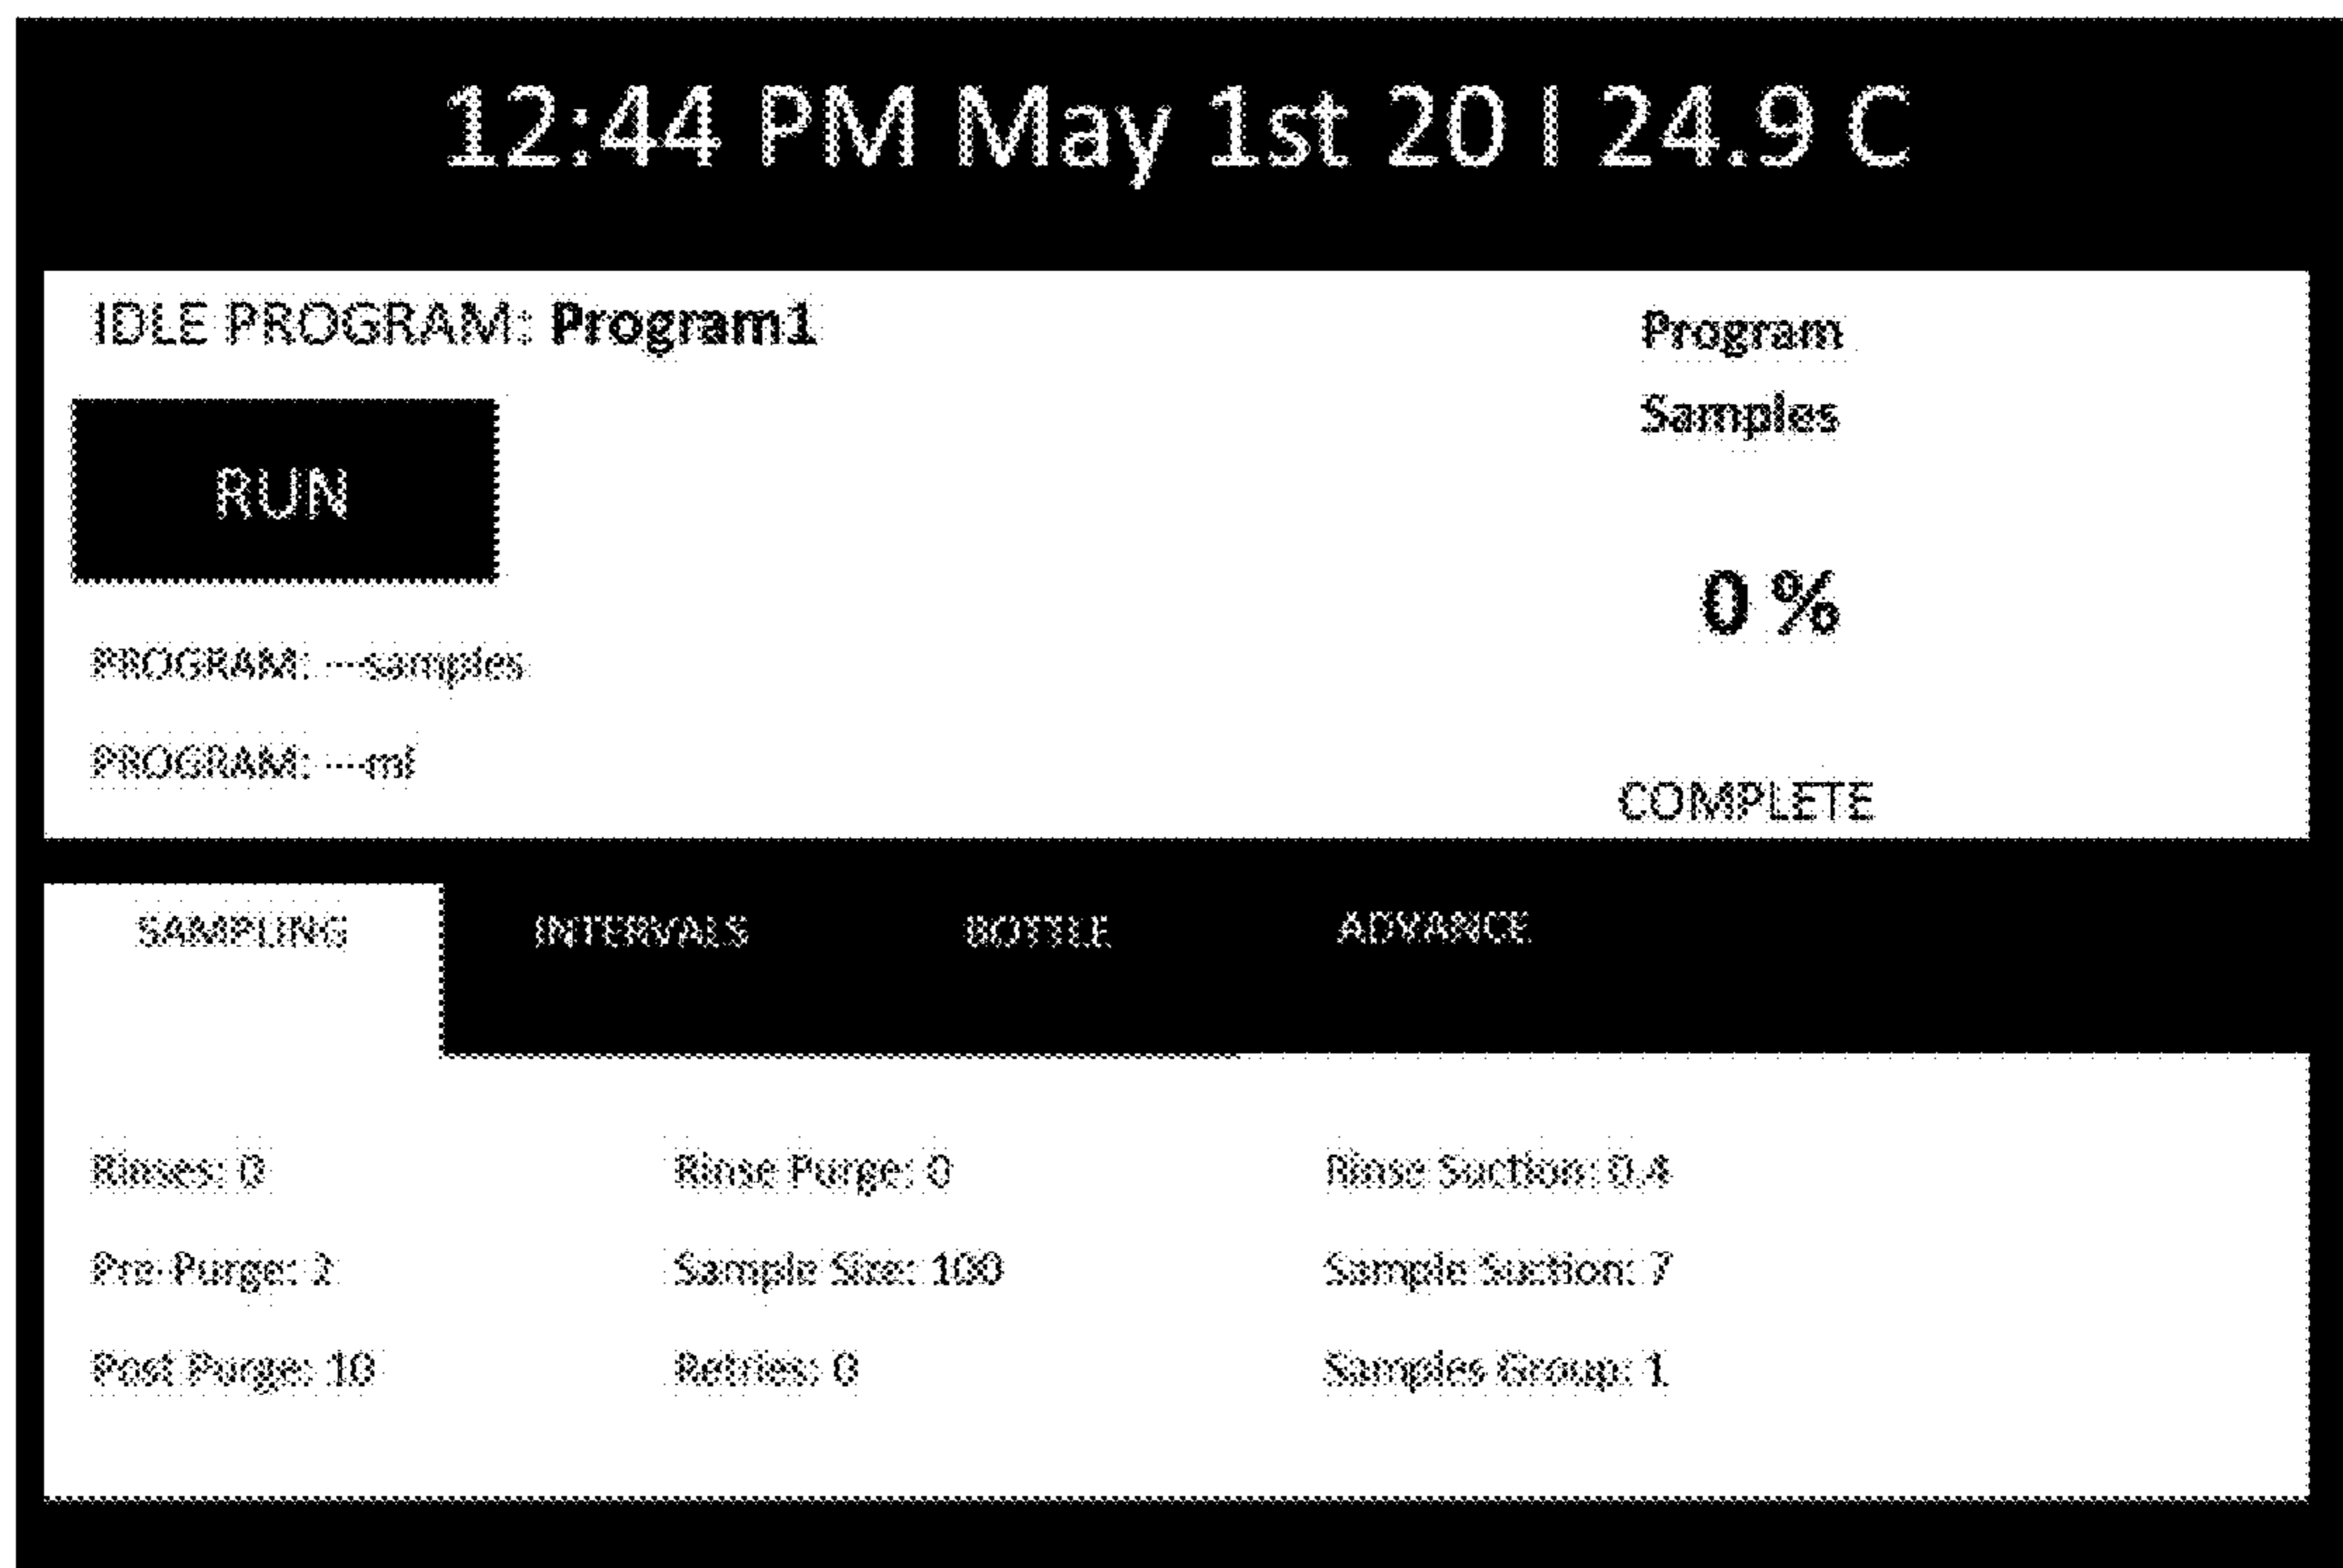 12:44 PM May 1st 20 I 24.9 C
IDLE PROGRAM: Program1
Program
Samples
RUN
0 %
PROGRAM: ---samples
PROGRAM: ---ml
COMPLETE
SAMPLING INTERVALS BOTTLE ADVANCE
Rinses: 0 Rinse Purge: 0 Rinse Suction: 0.4
Pre-Purge: 2 Sample Size: 100 Sample Suction: 7
Post Purge: 10 Retries: 0 Samples Group: 1